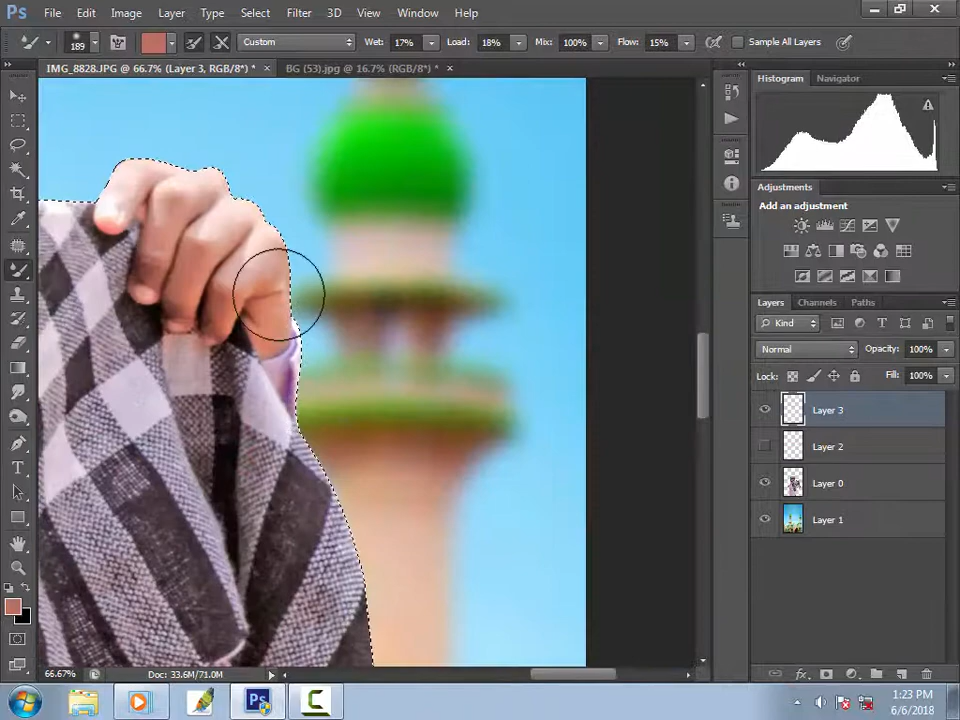 Ps File Edit Image Layer Type Select Filter 3D View Window Help
189 Custom Wet: 17% Load: 18% Mix: 100% Flow: 15% Sample All Layers
IMG_8828.JPG @ 66.7% (Layer 3, RGB/8*) * × BG (53).jpg @ 16.7% (RGB/8*) * ×
Histogram Navigator
Adjustments
Add an adjustment
Layers Channels Paths
Kind
Normal Opacity: 100%
Lock: Fill: 100%
Layer 3
Layer 2
Layer 0
Layer 1
66.67% Doc: 33.6M/71.0M
fx
1:23 PM
6/6/2018